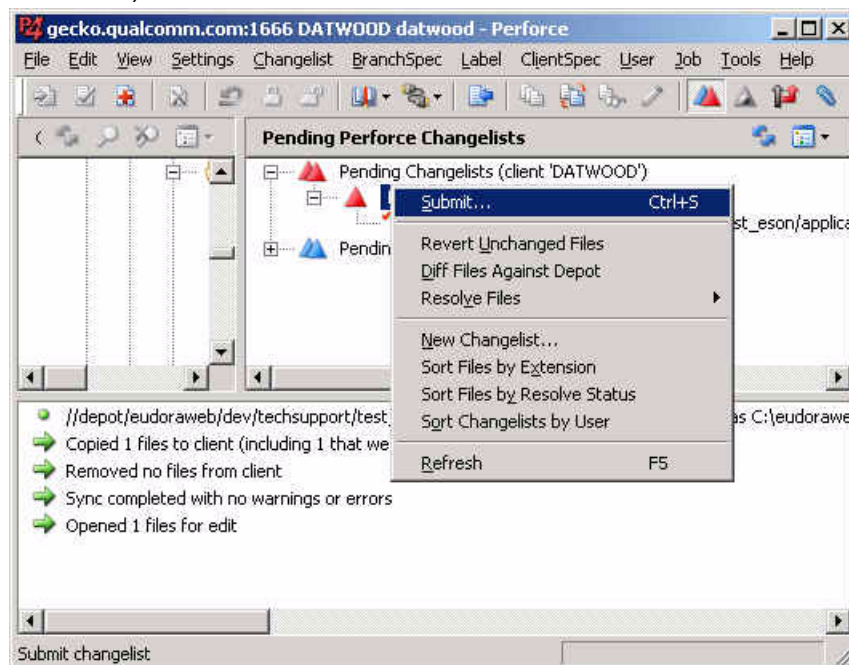 gecko.qualcomm.com:1666 DATWOOD datwood - Perforce
File Edit View Settings Changelist BranchSpec Label ClientSpec User Job Tools Help
Pending Perforce Changelists
Pending Changelists (client 'DATWOOD')
Submit... Ctrl+S
st_eson/applica
Revert Unchanged Files
Pendin
Diff Files Against Depot
Resolve Files
New Changelist...
Sort Files by Extension
Sort Files by Resolve Status
Sort Changelists by User
Refresh F5
//depot/eudoraweb/dev/techsupport/test_ as C:\eudorawe
Copied 1 files to client (including 1 that we
Removed no files from client
Sync completed with no warnings or errors
Opened 1 files for edit
Submit changelist